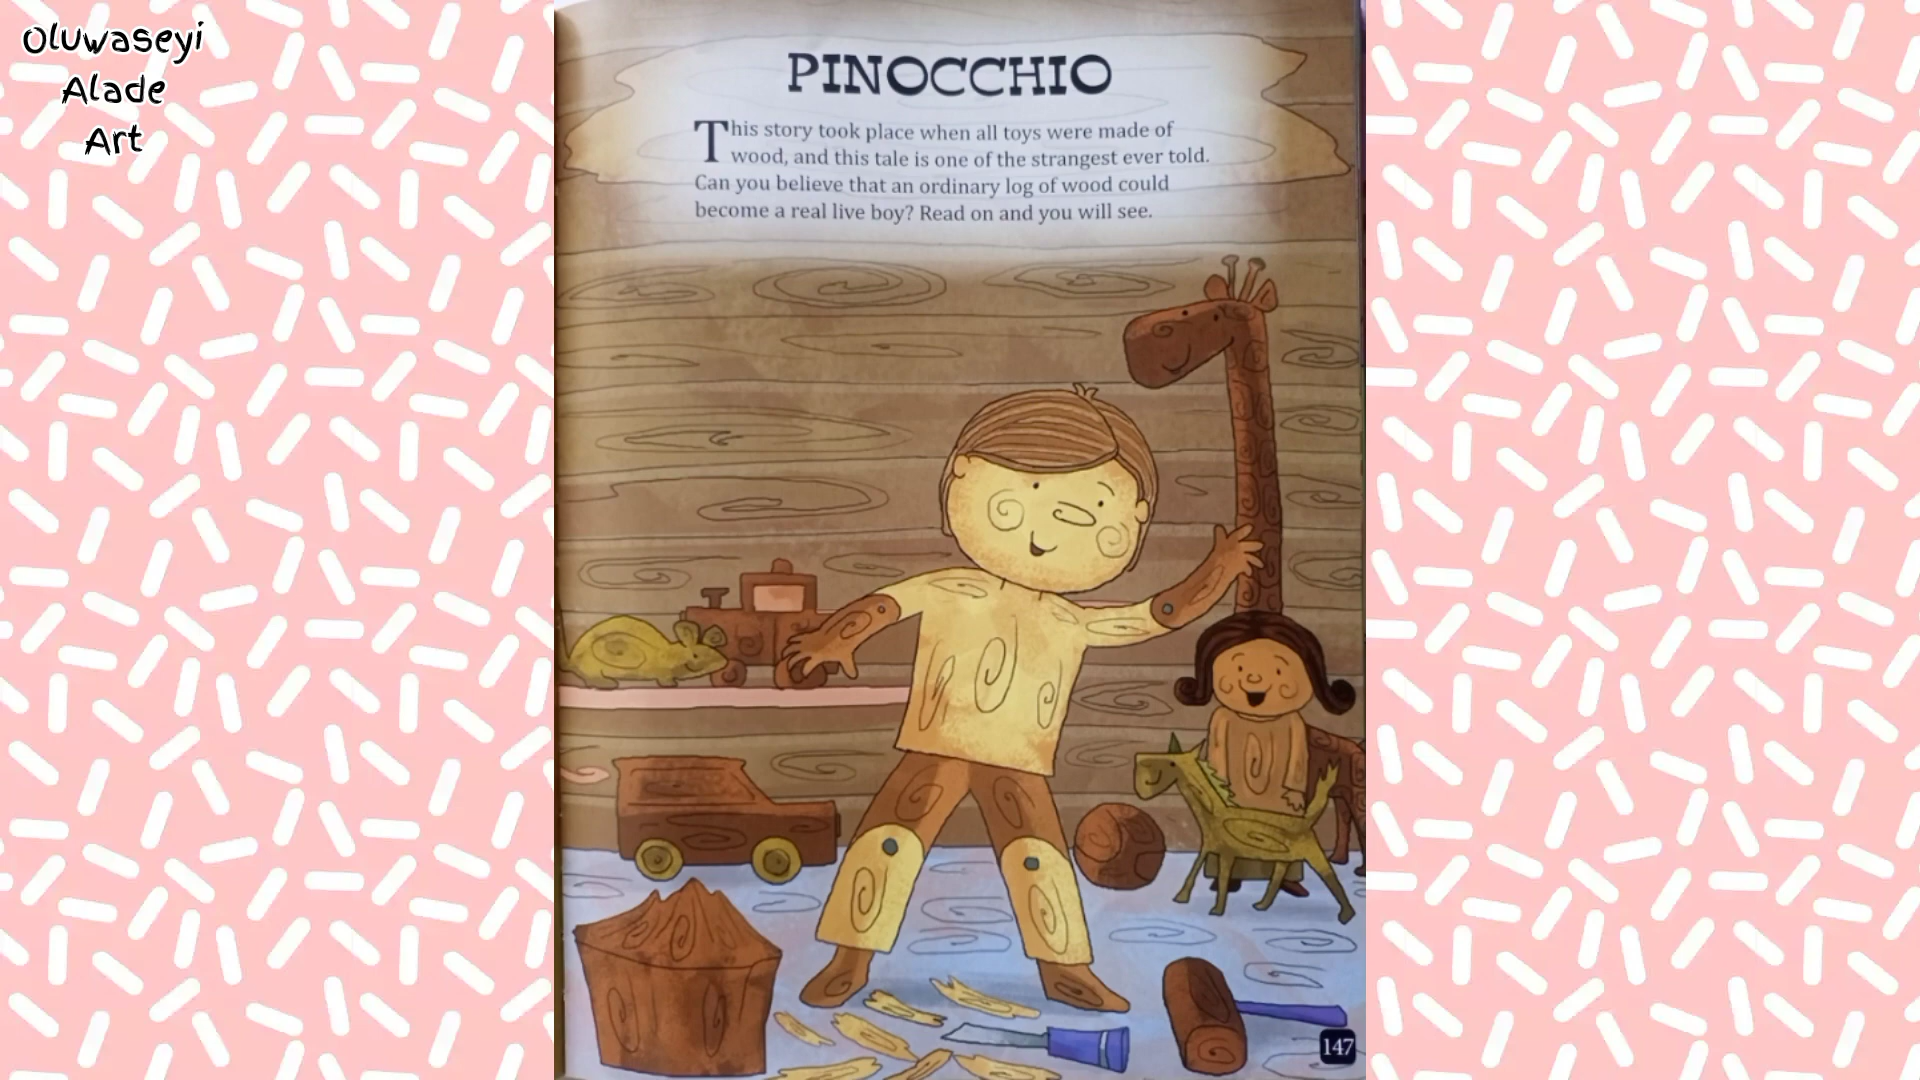 Oluwaseyi
Alade
Art
PINOCCHIO
This story took place when all toys were made of
wood, and this tale is one of the strangest ever told.
Can you believe that an ordinary log of wood could
become a real live boy? Read on and you will see.
147